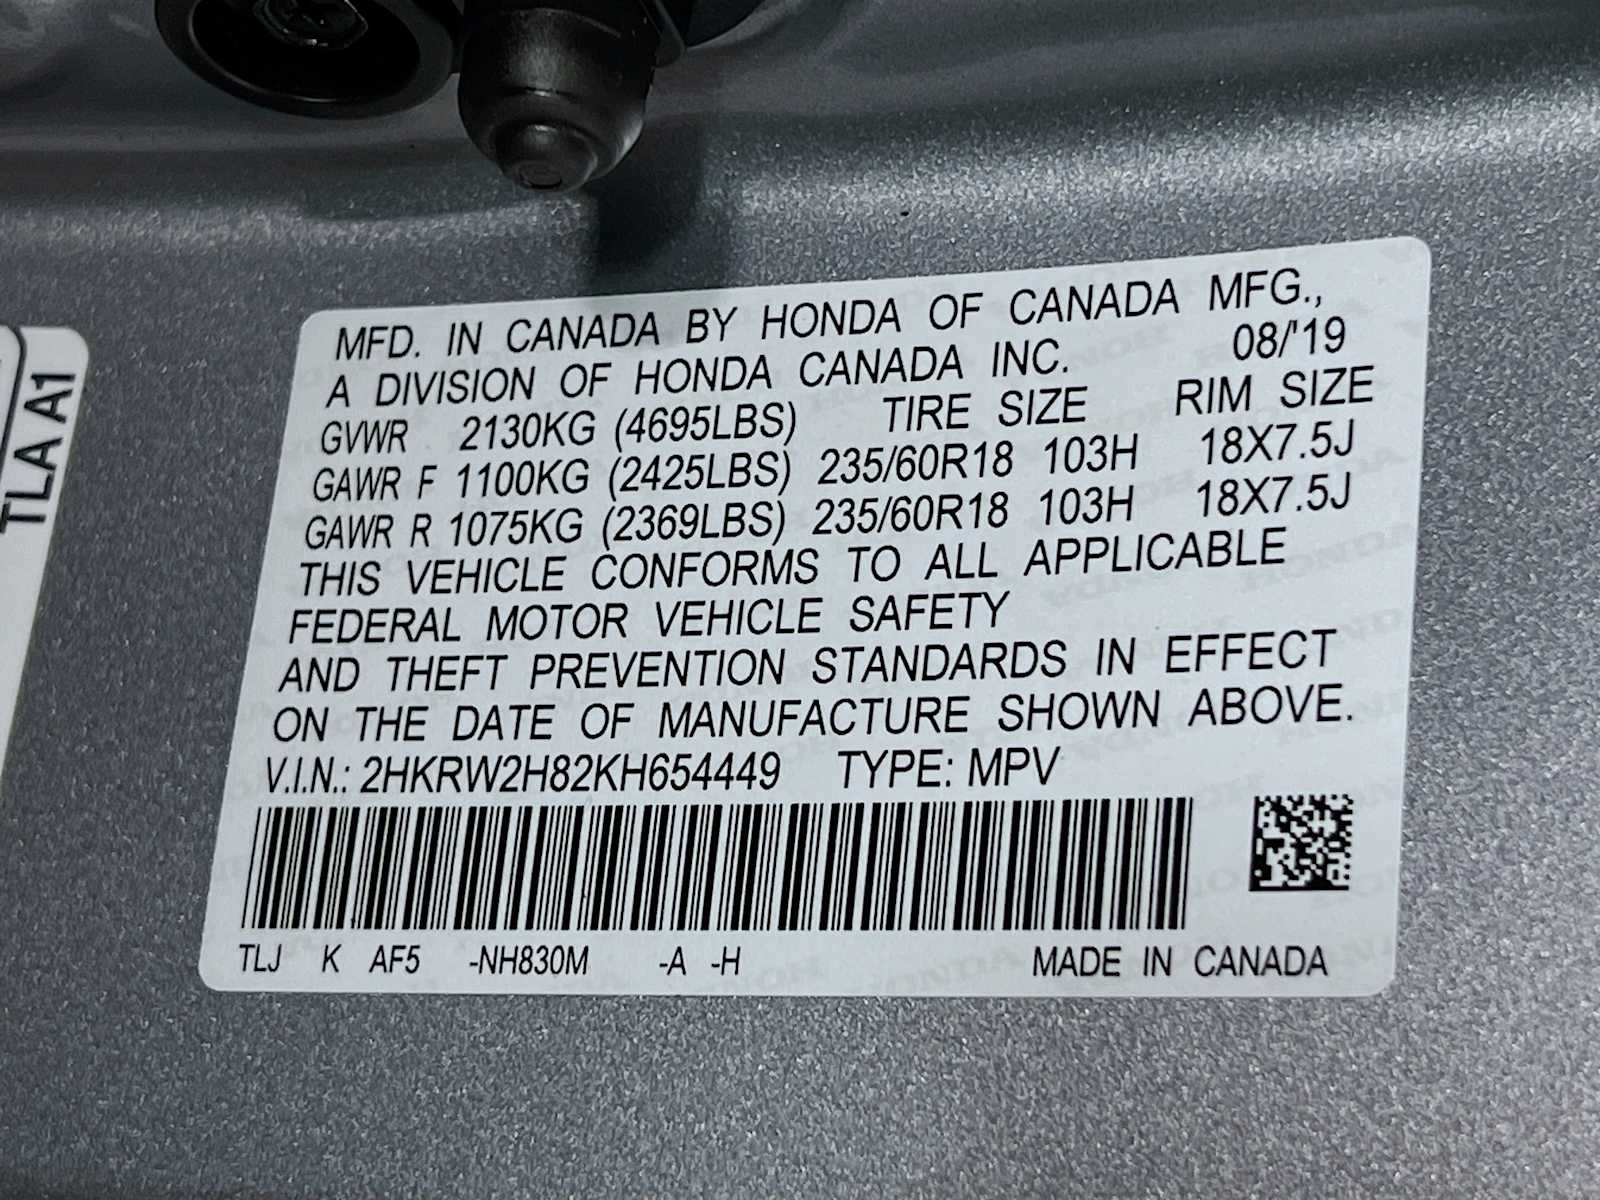 MFD. IN CANADA BY HONDA OF CANADA MFG.,
A DIVISION OF HONDA CANADA INC. 08/'19
GVWR 2130KG (4695LBS) TIRE SIZE RIM SIZE
GAWR F 1100KG (2425LBS) 235/60R18 103H 18X7.5J
GAWR R 1075KG (2369LBS) 235/60R18 103H 18X7.5J
THIS VEHICLE CONFORMS TO ALL APPLICABLE
FEDERAL MOTOR VEHICLE SAFETY
AND THEFT PREVENTION STANDARDS IN EFFECT
ON THE DATE OF MANUFACTURE SHOWN ABOVE.
V.I.N.: 2HKRW2H82KH654449 TYPE: MPV
TLJ K AF5 -NH830M -A -H MADE IN CANADA
TLA A1